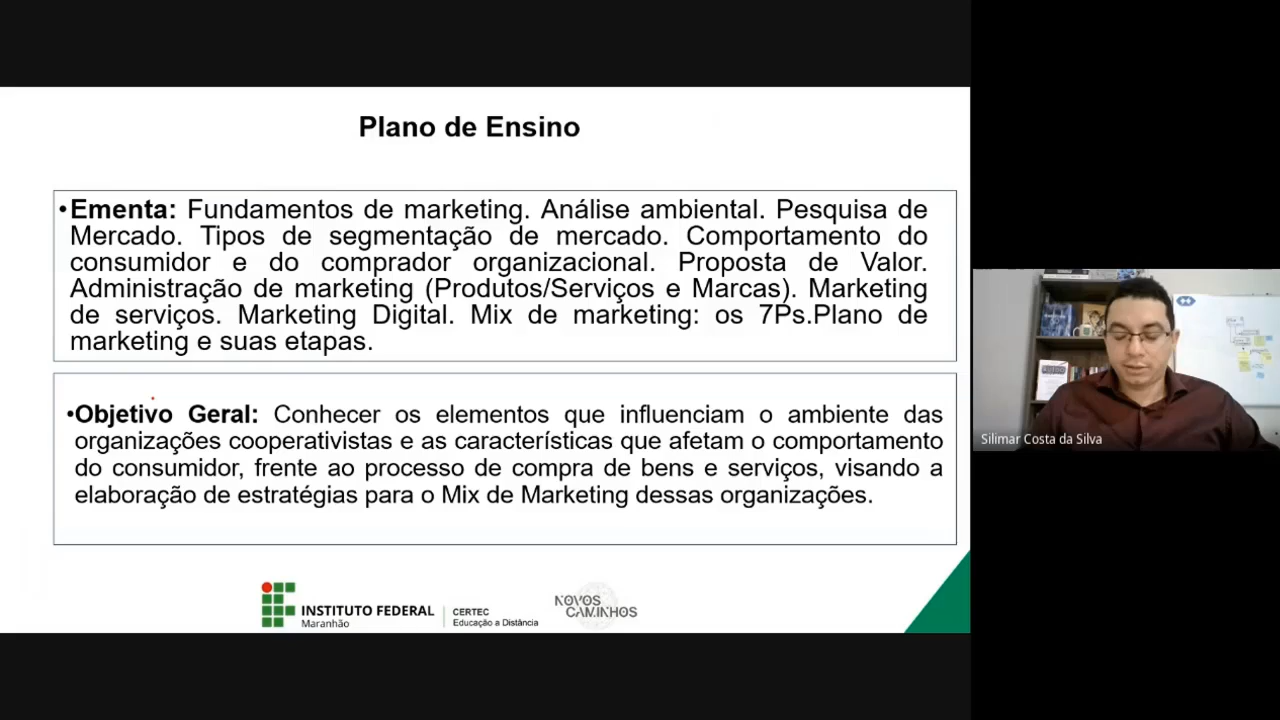 Plano de Ensino
•Ementa: Fundamentos de marketing. Análise ambiental. Pesquisa de
Mercado. Tipos de segmentação de mercado. Comportamento do
consumidor e do comprador organizacional. Proposta de Valor.
Administração de marketing (Produtos/Serviços e Marcas). Marketing
de serviços. Marketing Digital. Mix de marketing: os 7Ps.Plano de
marketing e suas etapas.
•Objetivo Geral: Conhecer os elementos que influenciam o ambiente das
organizações cooperativistas e as características que afetam o comportamento
do consumidor, frente ao processo de compra de bens e serviços, visando a
elaboração de estratégias para o Mix de Marketing dessas organizações.
INSTITUTO FEDERAL
Maranhão
CERTEC
Educação a Distância
NOVOS
CAMINHOS
Silimar Costa da Silva